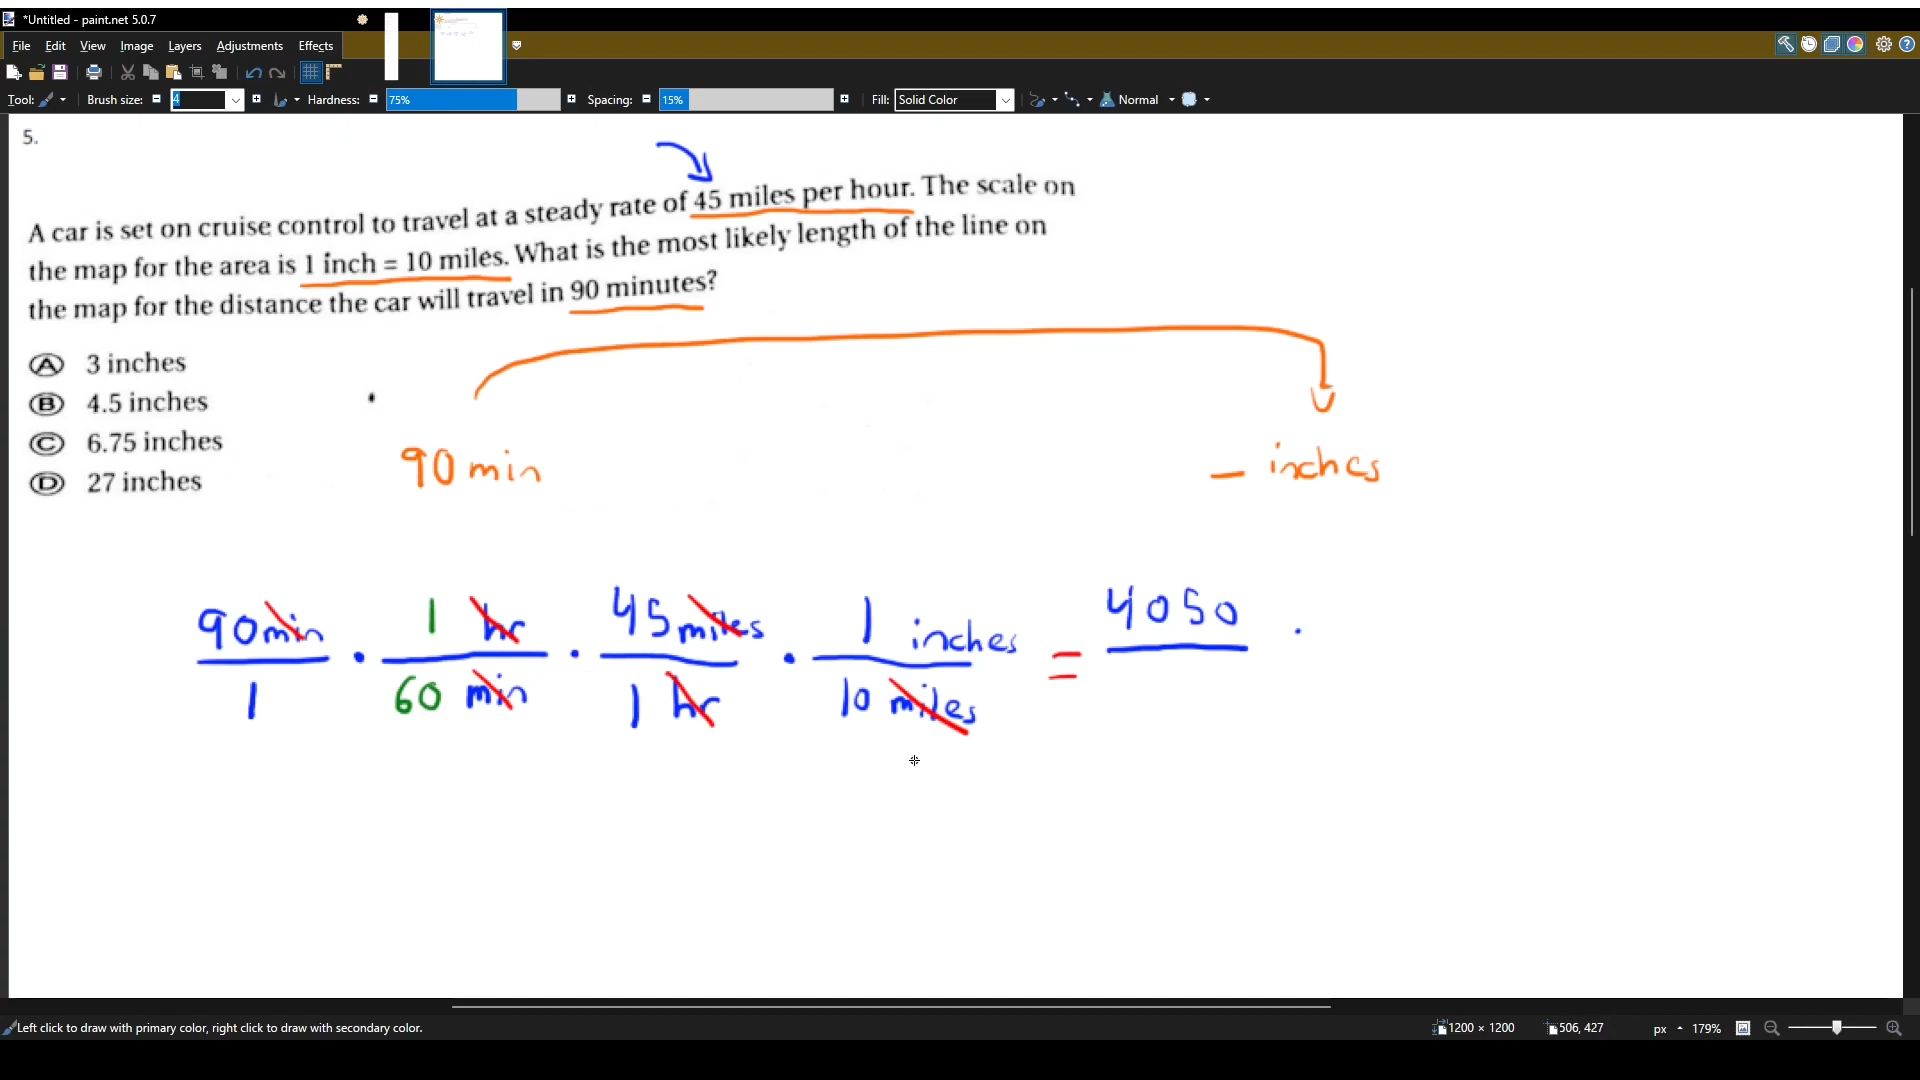 *Untitled - paint.net 5.0.7
File Edit View Image Layers Adjustments Effects
Tool: Brush size: 4 Hardness: 75% Spacing: 15% Fill: Solid Color Normal
5.
A car is set on cruise control to travel at a steady rate of 45 miles per hour. The scale on
the map for the area is 1 inch = 10 miles. What is the most likely length of the line on
the map for the distance the car will travel in 90 minutes?
A 3 inches
B 4.5 inches
C 6.75 inches
D 27 inches
90 min _ inches
90 min · 1 hr · 45 miles · 1 inches = 4050 .
1 60 min 1 hr 10 miles
Left click to draw with primary color, right click to draw with secondary color. 1200 × 1200 506, 427 px 179%